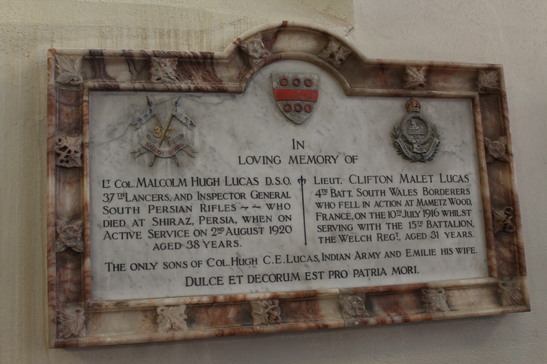 IN
LOVING MEMORY OF
LT COL. MALCOLM HUGH LUCAS D.S.O.
37TH LANCERS, AND INSPECTOR GENERAL
SOUTH PERSIAN RIFLES ~~ WHO
DIED AT SHIRAZ, PERSIA, WHEN ON
ACTIVE SERVICE ON 2ND AUGUST 1920
AGED 38 YEARS.
LIEUT. CLIFTON MALET LUCAS
4TH BATT. SOUTH WALES BORDERERS
WHO FELL IN ACTION AT MAMETZ WOOD,
FRANCE, ON THE 10TH JULY 1916 WHILST
SERVING WITH THE 15TH BATTALION,
THE WELCH REGT., AGED 31 YEARS.
THE ONLY SONS OF COL. HUGH C.E. LUCAS, INDIAN ARMY AND EMILIE HIS WIFE.
DULCE ET DECORUM EST PRO PATRIA MORI.